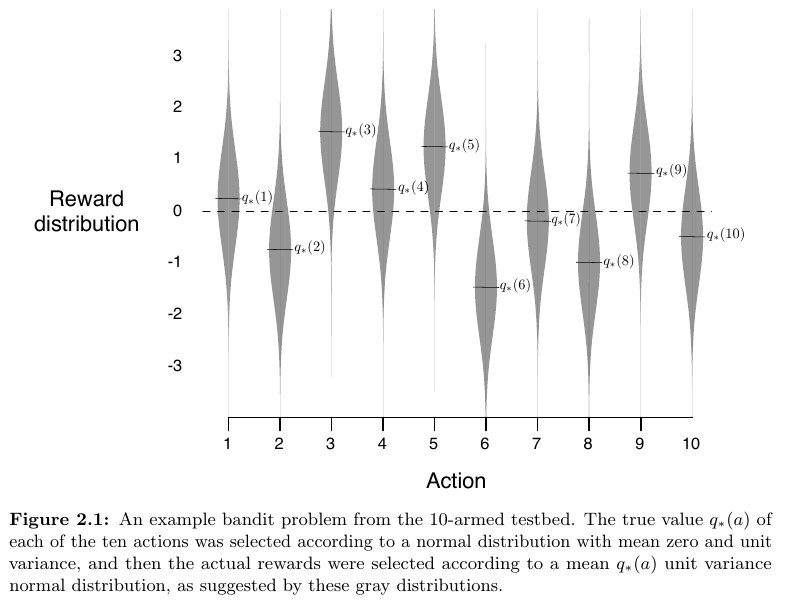 3
2
1
0
-1
-2
-3
Reward
distribution
q∗(1)
q∗(2)
q∗(3)
q∗(4)
q∗(5)
q∗(6)
q∗(7)
q∗(8)
q∗(9)
q∗(10)
1 2 3 4 5 6 7 8 9 10
Action
Figure 2.1: An example bandit problem from the 10-armed testbed. The true value q∗(a) of
each of the ten actions was selected according to a normal distribution with mean zero and unit
variance, and then the actual rewards were selected according to a mean q∗(a) unit variance
normal distribution, as suggested by these gray distributions.